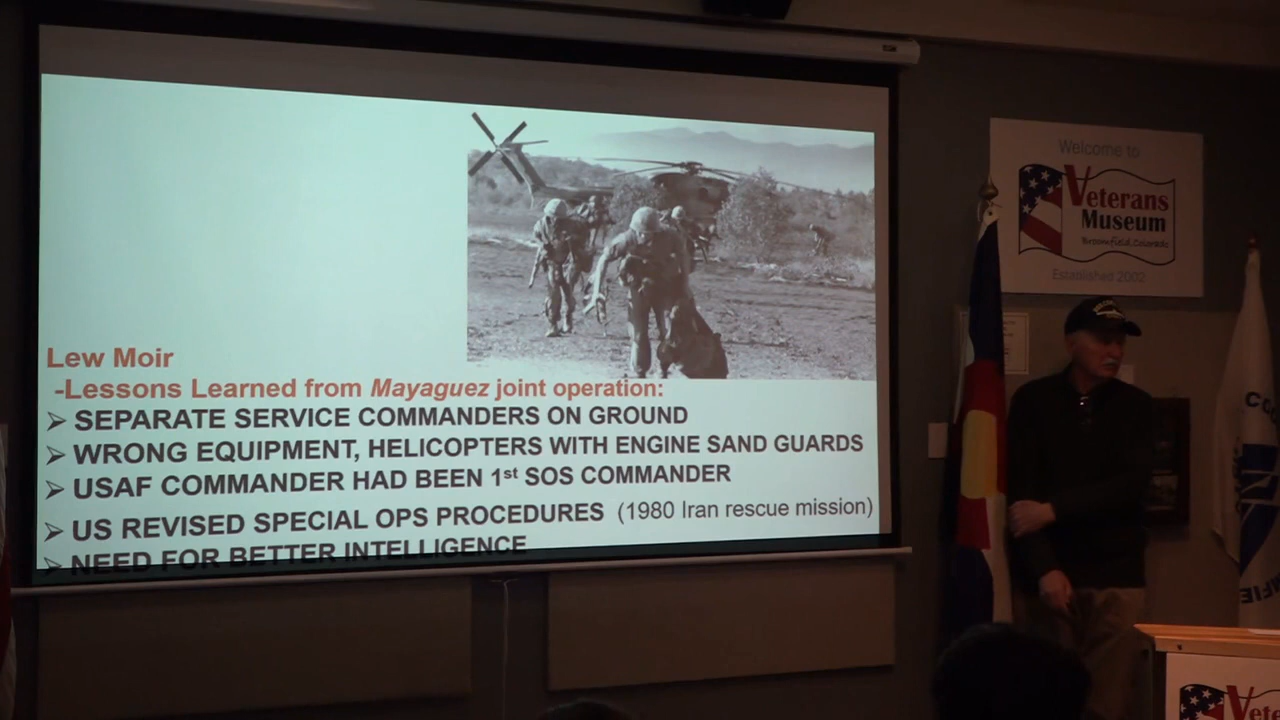 Lew Moir
-Lessons Learned from Mayaguez joint operation:
➢ SEPARATE SERVICE COMMANDERS ON GROUND
➢ WRONG EQUIPMENT, HELICOPTERS WITH ENGINE SAND GUARDS
➢ USAF COMMANDER HAD BEEN 1st SOS COMMANDER
➢ US REVISED SPECIAL OPS PROCEDURES (1980 Iran rescue mission)
➢ NEED FOR BETTER INTELLIGENCE
Welcome to
Veterans
Museum
Broomfield, Colorado
Established 2002